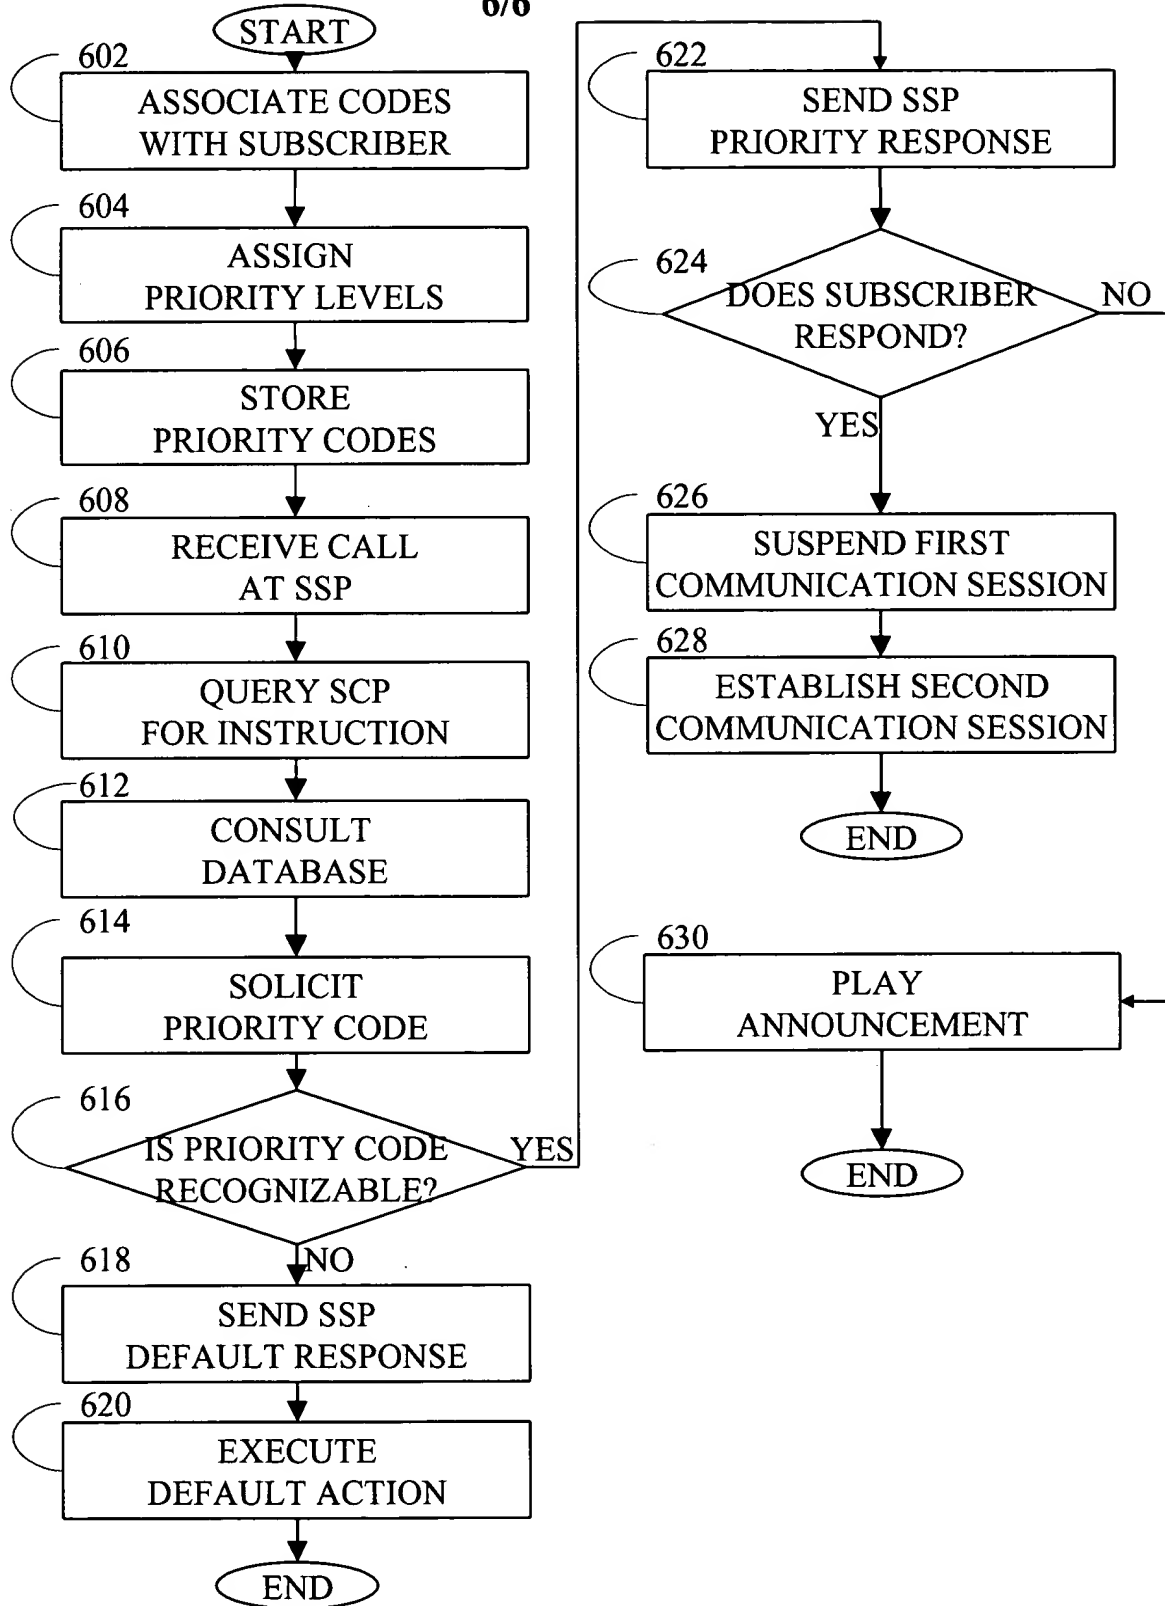 6/6
START
602
ASSOCIATE CODES
WITH SUBSCRIBER
604
ASSIGN
PRIORITY LEVELS
606
STORE
PRIORITY CODES
608
RECEIVE CALL
AT SSP
610
QUERY SCP
FOR INSTRUCTION
612
CONSULT
DATABASE
614
SOLICIT
PRIORITY CODE
616
IS PRIORITY CODE
RECOGNIZABLE?
YES
NO
618
SEND SSP
DEFAULT RESPONSE
620
EXECUTE
DEFAULT ACTION
END
622
SEND SSP
PRIORITY RESPONSE
624
DOES SUBSCRIBER
RESPOND?
NO
YES
626
SUSPEND FIRST
COMMUNICATION SESSION
628
ESTABLISH SECOND
COMMUNICATION SESSION
END
630
PLAY
ANNOUNCEMENT
END